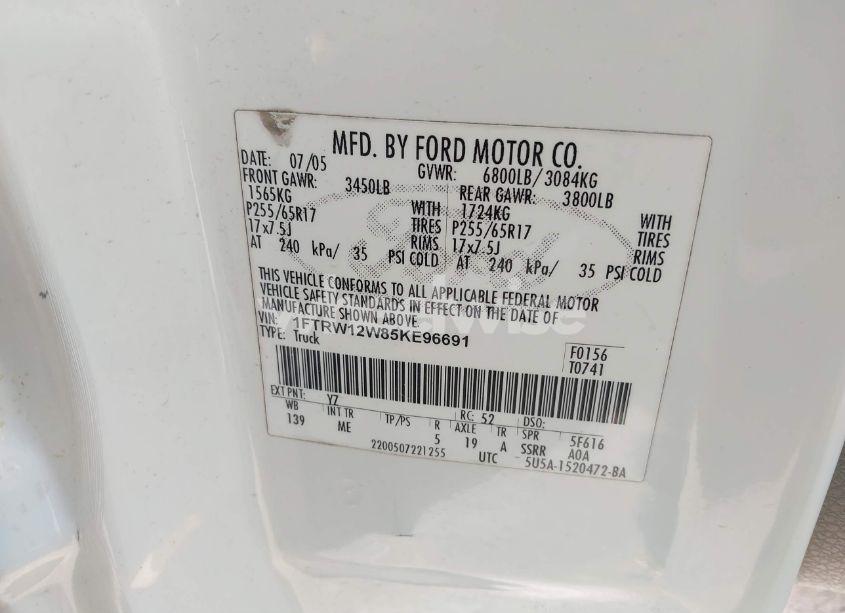 MFD. BY FORD MOTOR CO.
DATE: 07/05 GVWR: 6800LB/3084KG
FRONT GAWR: 3450LB REAR GAWR: 3800LB
1565KG WITH 1724KG WITH
P255/65R17 TIRES P255/65R17 TIRES
17x7.5J RIMS 17x7.5J RIMS
AT 240 kPa/ 35 PSI COLD AT 240 kPa/ 35 PSI COLD
THIS VEHICLE CONFORMS TO ALL APPLICABLE FEDERAL MOTOR
VEHICLE SAFETY STANDARDS IN EFFECT ON THE DATE OF
MANUFACTURE SHOWN ABOVE.
VIN: 1FTRW12W85KE96691
TYPE: Truck
F0156
T0741
EXT PNT: YZ RC: 52 DSO:
WB INT TR TP/PS R AXLE TR SPR 5F616
139 ME 5 19 A SSRR A0A
2200507221255 UTC 5U5A-1520472-BA
Ford